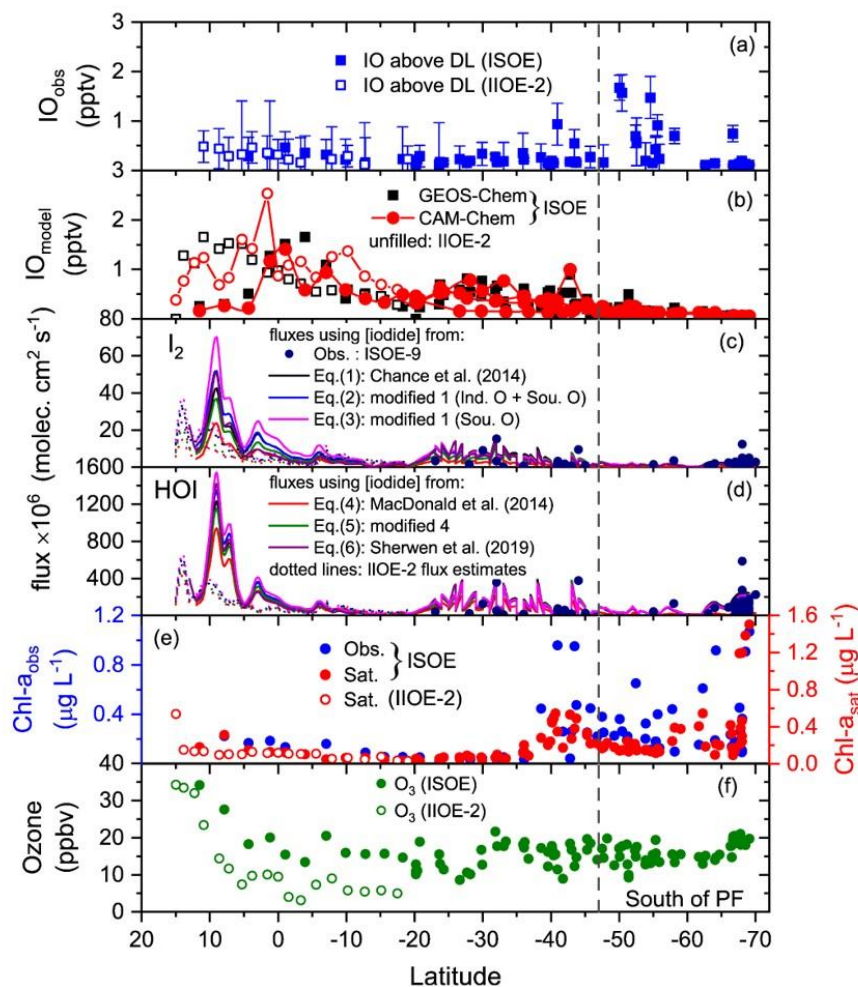 3
2
1
3
IO_obs
(pptv)
(a)
IO above DL (ISOE)
IO above DL (IIOE-2)
2
1
80
IO_model
(pptv)
(b)
GEOS-Chem
CAM-Chem
} ISOE
unfilled: IIOE-2
60
40
20
1600
I₂
(c)
fluxes using [iodide] from:
Obs. : ISOE-9
Eq.(1): Chance et al. (2014)
Eq.(2): modified 1 (Ind. O + Sou. O)
Eq.(3): modified 1 (Sou. O)
flux ×10⁶ (molec. cm² s⁻¹)
1200
800
400
1.2
HOI
(d)
fluxes using [iodide] from:
Eq.(4): MacDonald et al. (2014)
Eq.(5): modified 4
Eq.(6): Sherwen et al. (2019)
dotted lines: IIOE-2 flux estimates
0.8
0.4
40
Chl-a_obs
(µg L⁻¹)
(e)
Obs.
Sat.
} ISOE
Sat. (IIOE-2)
1.6
1.2
0.8
0.4
0.0
Chl-a_sat (µg L⁻¹)
30
20
10
0
Ozone
(ppbv)
(f)
O₃ (ISOE)
O₃ (IIOE-2)
South of PF
20 10 0 -10 -20 -30 -40 -50 -60 -70
Latitude